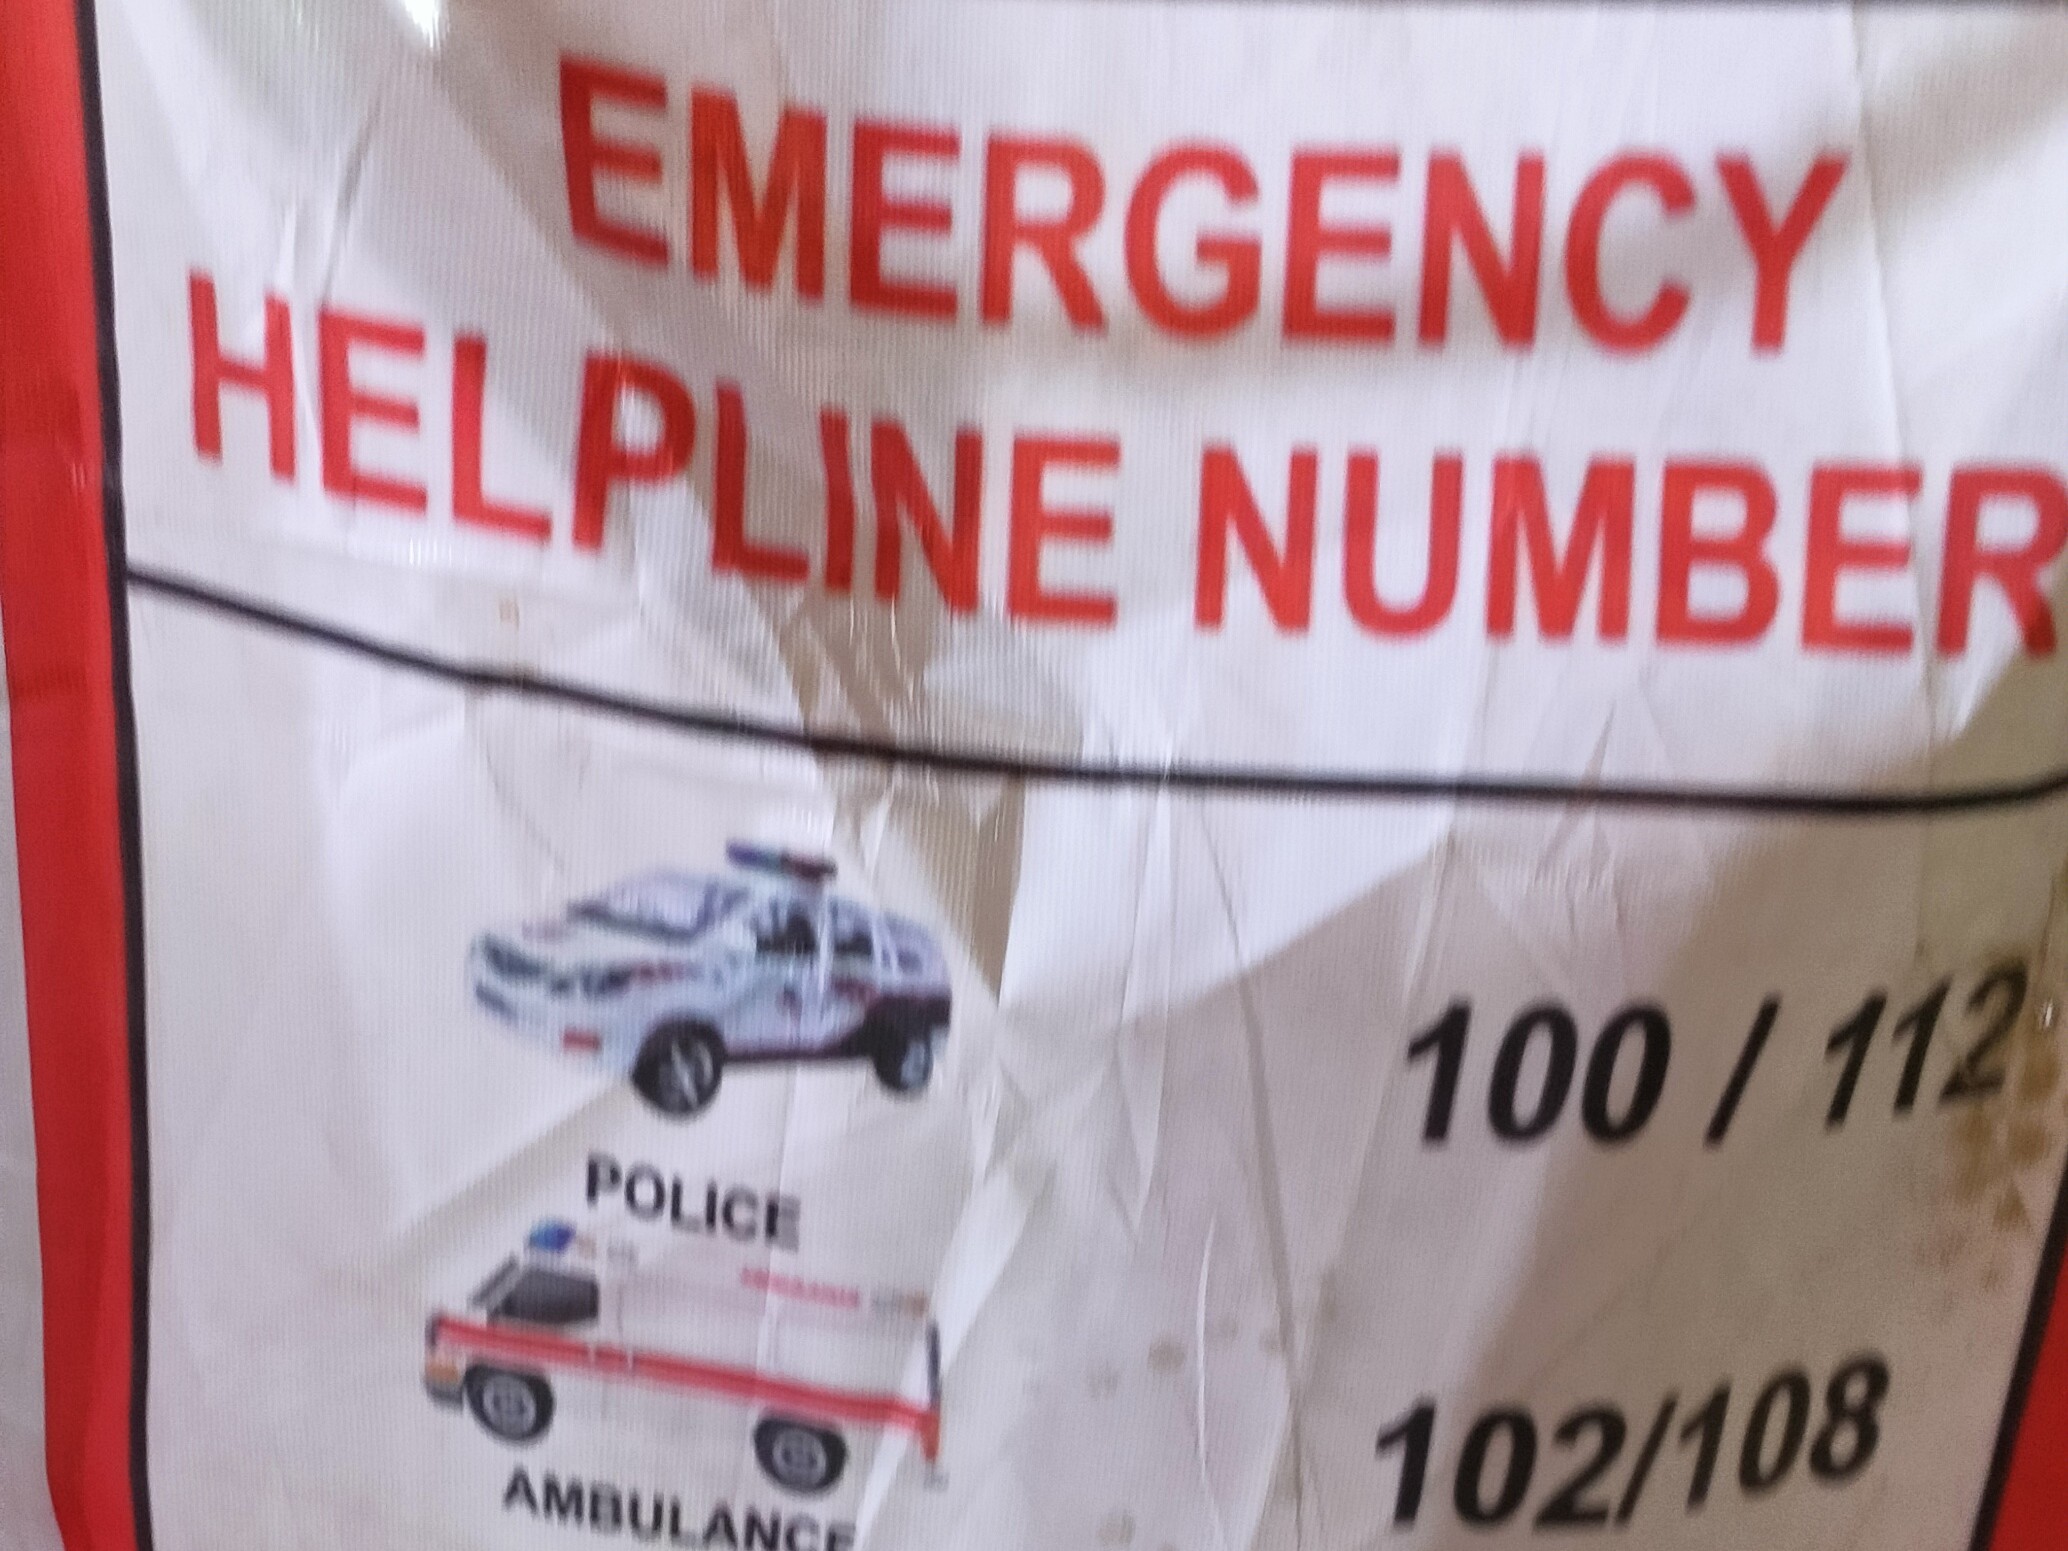 EMERGENCY
HELPLINE NUMBER
100 / 112
POLICE
102/108
AMBULANCE